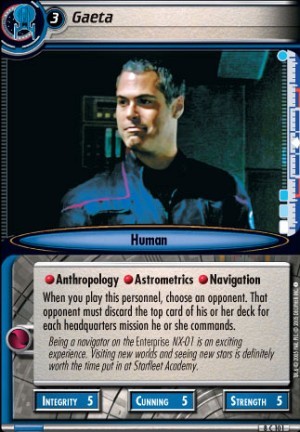 3 Gaeta
Human
Anthropology Astrometrics Navigation
When you play this personnel, choose an opponent. That
opponent must discard the top card of his or her deck for
each headquarters mission he or she commands.
Being a navigator on the Enterprise NX-01 is an exciting
experience. Visiting new worlds and seeing new stars is definitely
worth the time put in at Starfleet Academy.
INTEGRITY 5 CUNNING 5 STRENGTH 5